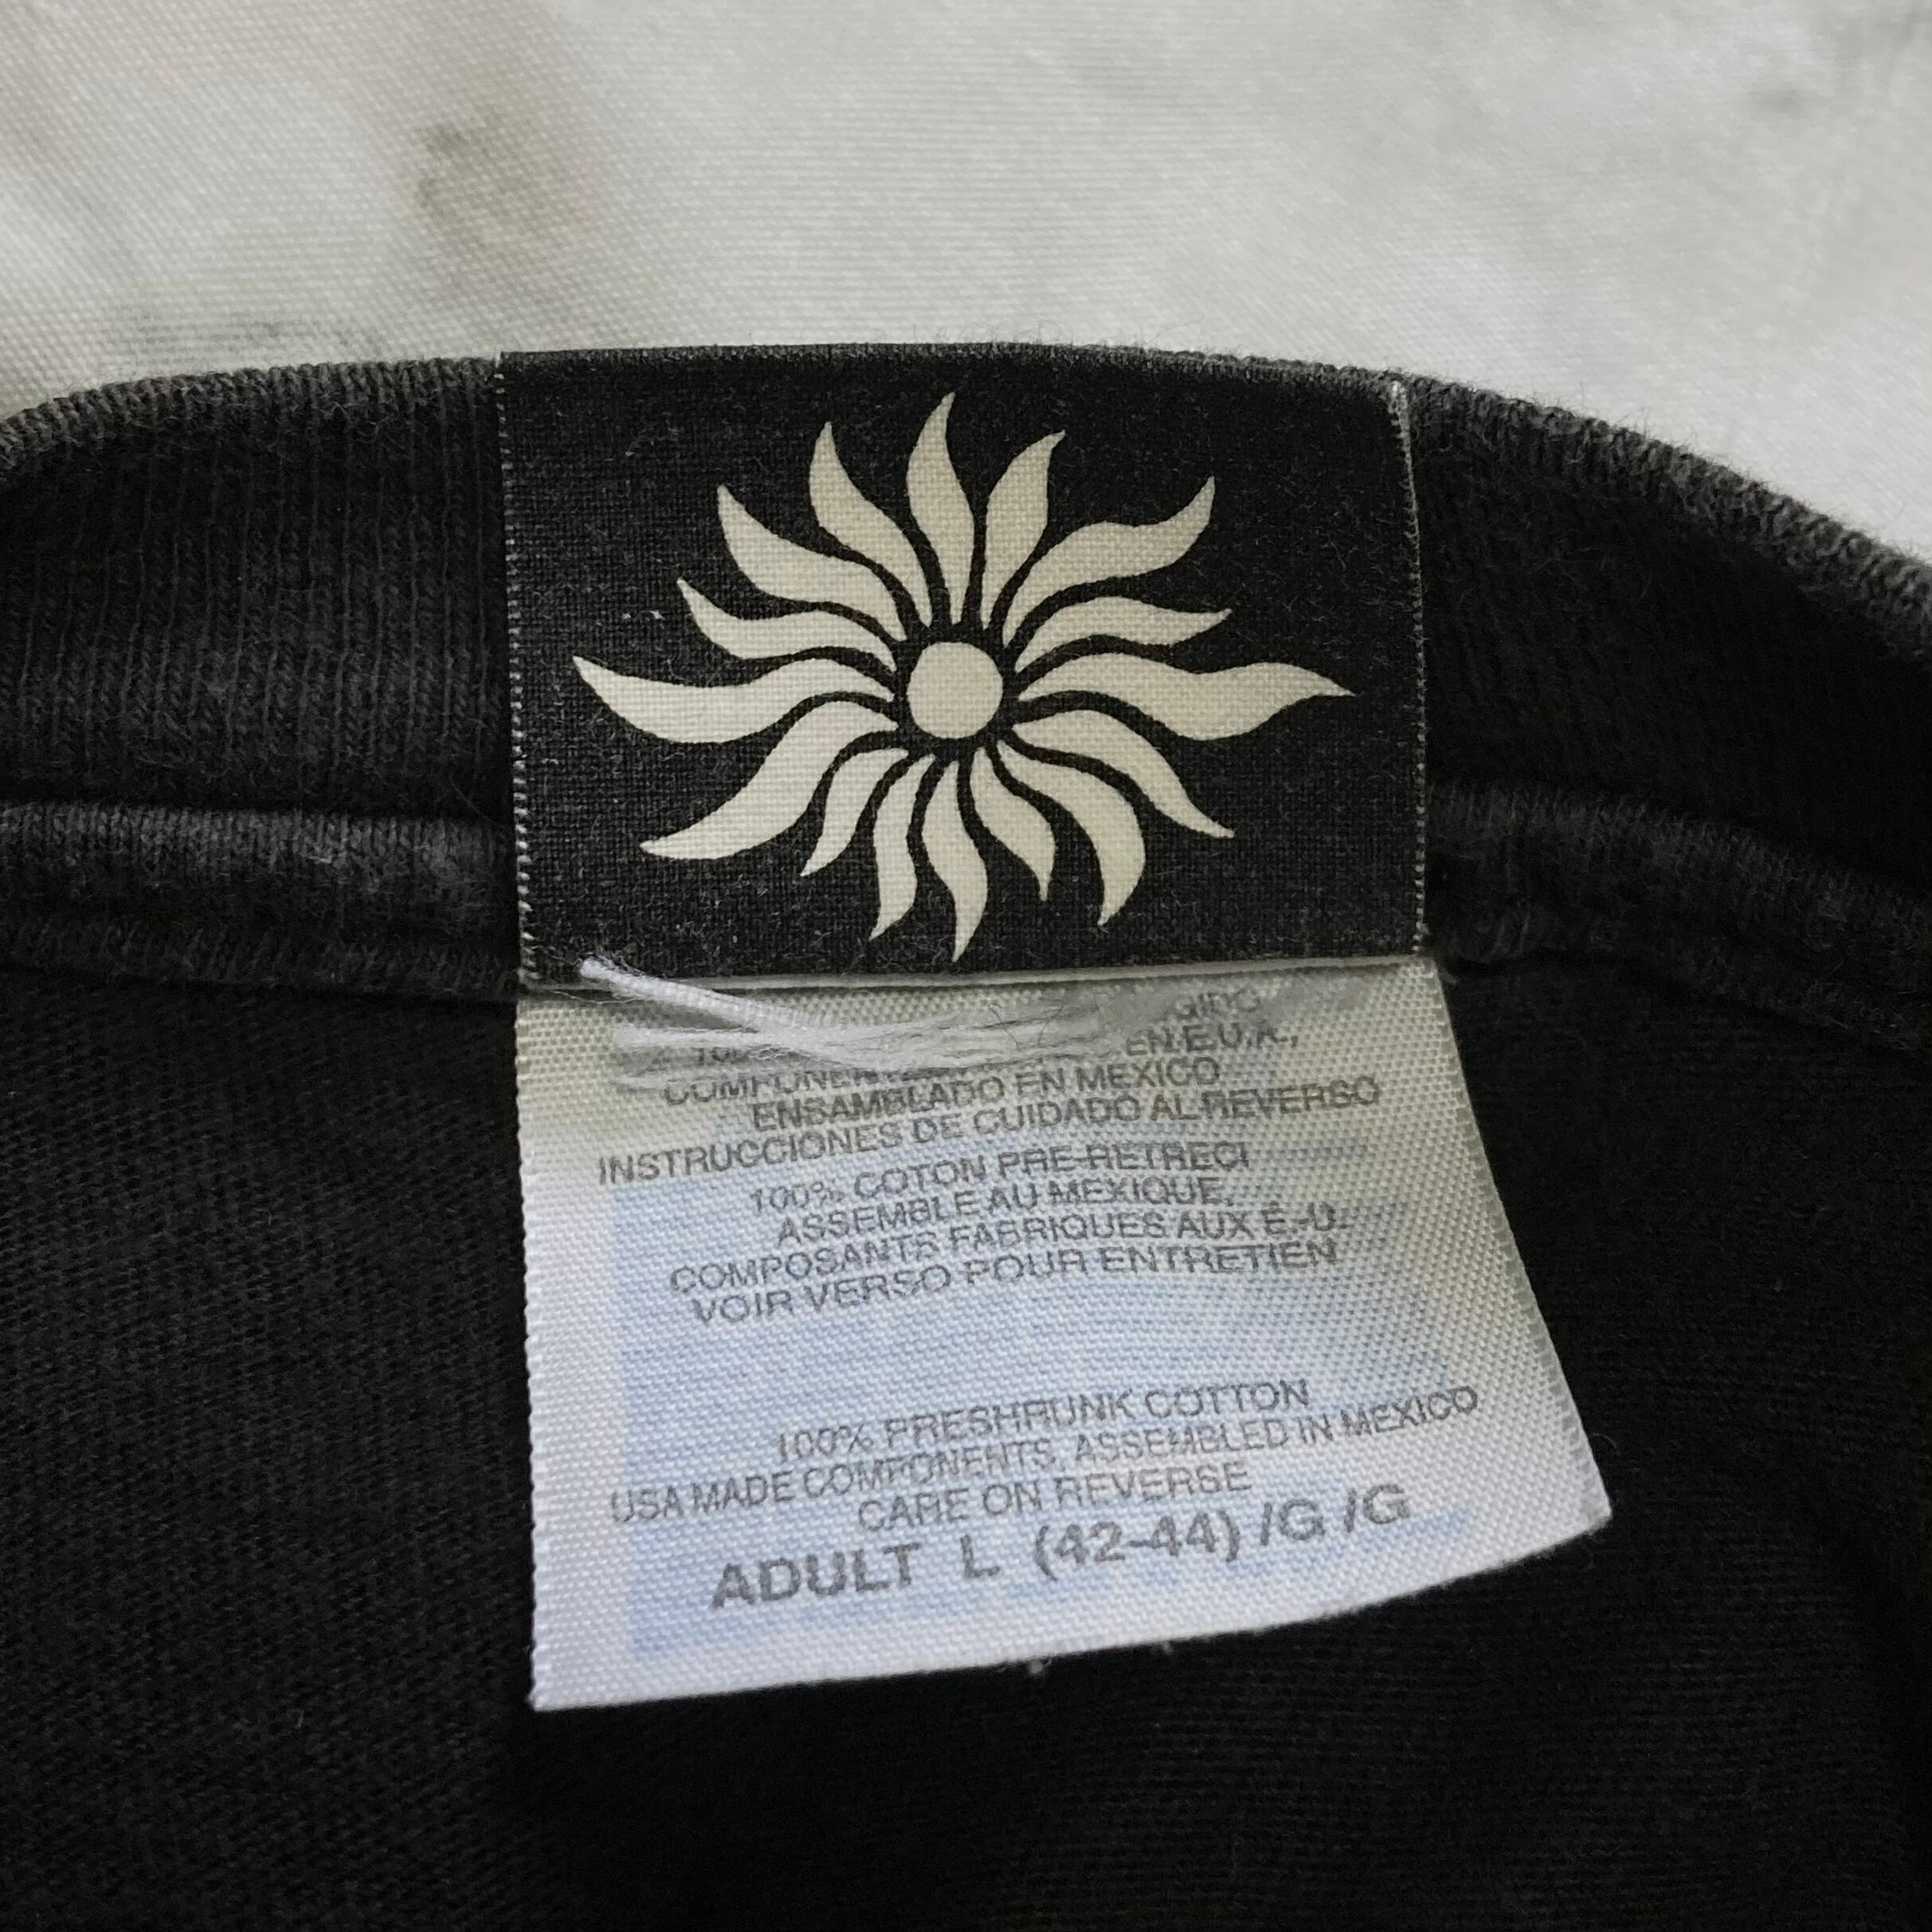 EN E.U.A.,
ENSAMBLADO EN MEXICO
INSTRUCCIONES DE CUIDADO AL REVERSO
100% COTON PRE-RETRECI
ASSEMBLE AU MEXIQUE,
COMPOSANTS FABRIQUES AUX É.-U.
VOIR VERSO POUR ENTRETIEN
100% PRESHRUNK COTTON
USA MADE COMPONENTS, ASSEMBLED IN MEXICO
CARE ON REVERSE
ADULT L (42-44) /G /G